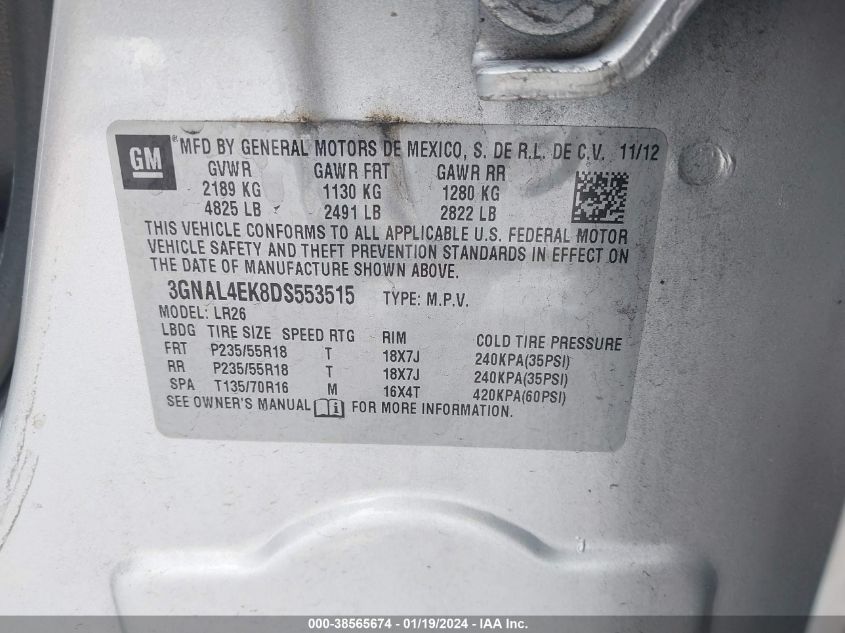 GM ® MFD BY GENERAL MOTORS DE MEXICO, S. DE R.L. DE C.V. 11/12
GVWR GAWR FRT GAWR RR
2189 KG 1130 KG 1280 KG
4825 LB 2491 LB 2822 LB
THIS VEHICLE CONFORMS TO ALL APPLICABLE U.S. FEDERAL MOTOR
VEHICLE SAFETY AND THEFT PREVENTION STANDARDS IN EFFECT ON
THE DATE OF MANUFACTURE SHOWN ABOVE.
3GNAL4EK8DS553515 TYPE: M.P.V.
MODEL: LR26
LBDG TIRE SIZE SPEED RTG RIM COLD TIRE PRESSURE
FRT P235/55R18 T 18X7J 240KPA(35PSI)
RR P235/55R18 T 18X7J 240KPA(35PSI)
SPA T135/70R16 M 16X4T 420KPA(60PSI)
SEE OWNER'S MANUAL FOR MORE INFORMATION.
000-38565674 - 01/19/2024 - IAA Inc.